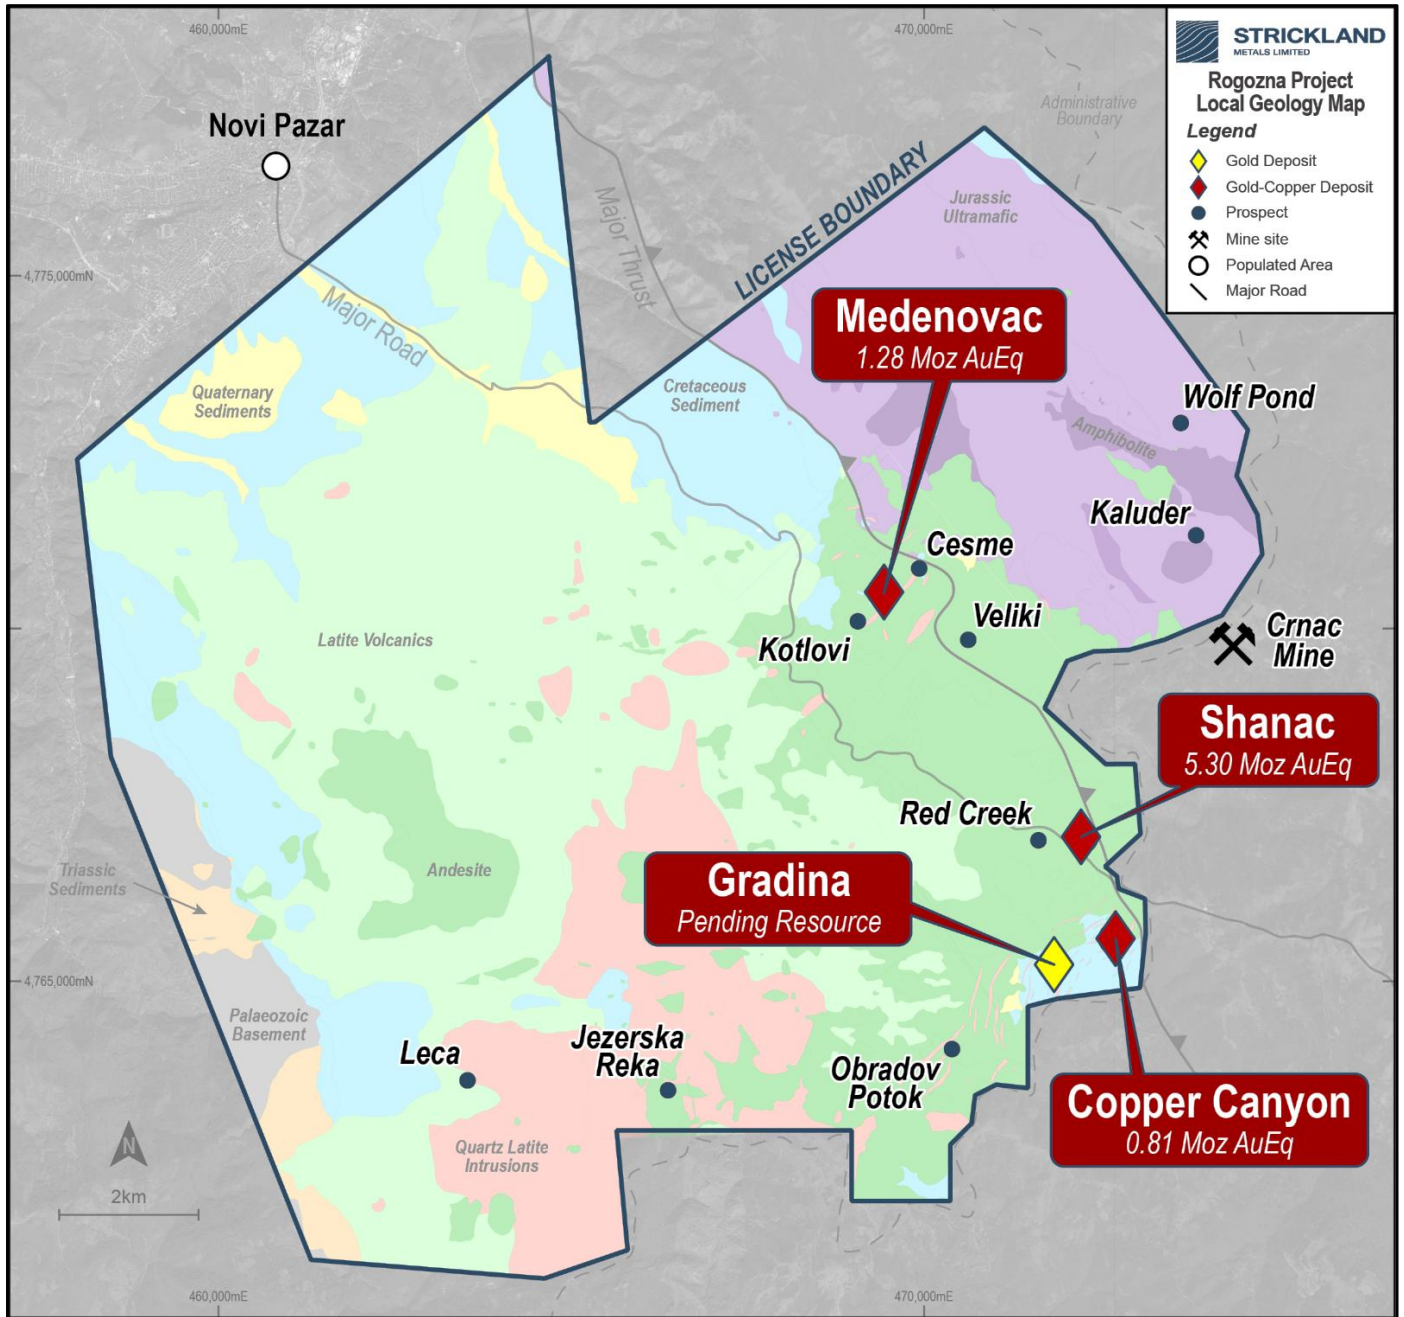 460,000mE
470,000mE
STRICKLAND
METALS LIMITED
Rogozna Project
Local Geology Map
Legend
Gold Deposit
Gold-Copper Deposit
Prospect
Mine site
Populated Area
Major Road
Administrative
Boundary
Novi Pazar
Major Thrust
LICENSE BOUNDARY
Jurassic
Ultramafic
4,775,000mN
Major Road
Medenovac
1.28 Moz AuEq
Quaternary
Sediments
Cretaceous
Sediment
Wolf Pond
Amphibolite
Kaluder
Cesme
Veliki
Kotlovi
Latite Volcanics
Crnac
Mine
Shanac
5.30 Moz AuEq
Red Creek
Triassic
Sediments
Andesite
Gradina
Pending Resource
4,765,000mN
Palaeozoic
Basement
Leca
Jezerska
Reka
Obradov
Potok
Copper Canyon
0.81 Moz AuEq
Quartz Latite
Intrusions
N
2km
460,000mE
470,000mE